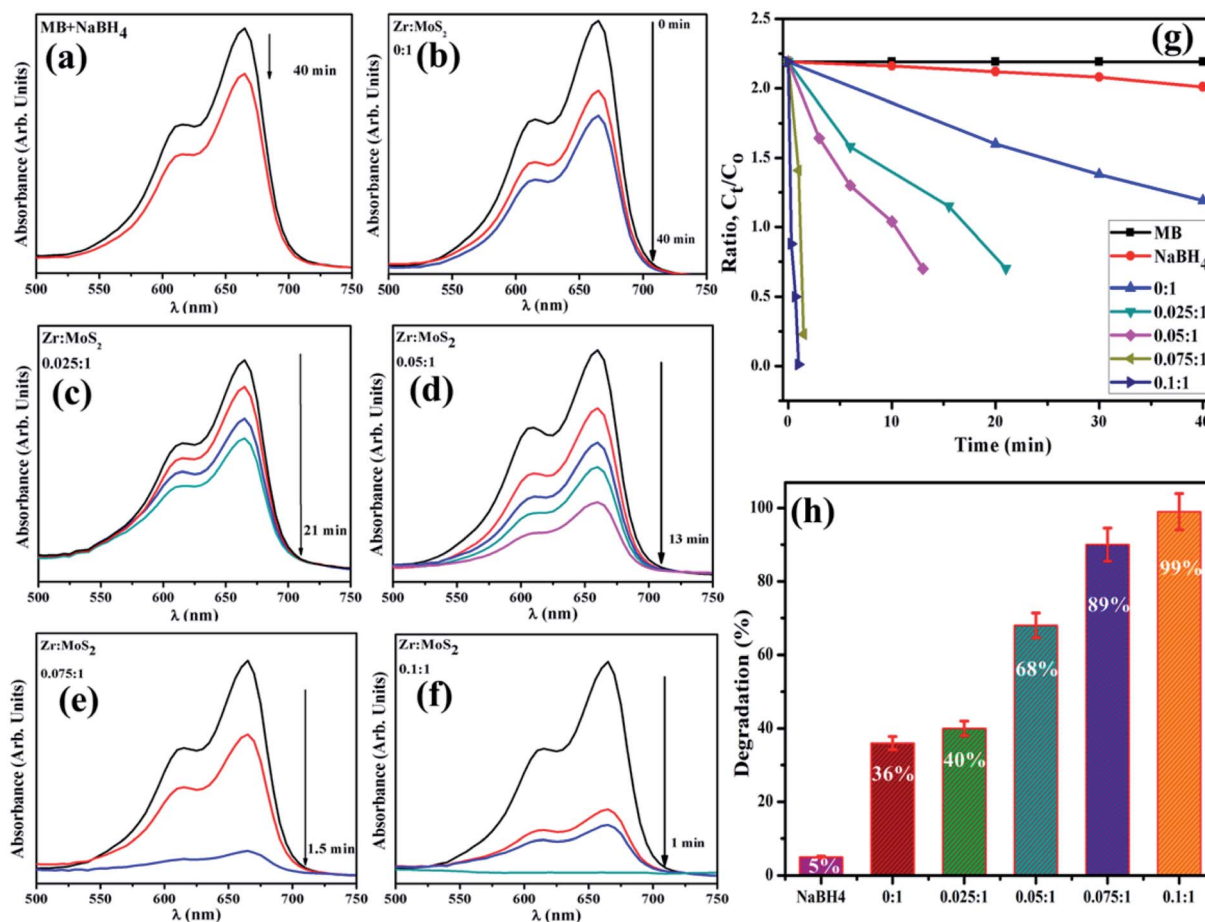 MB+NaBH4
(a)
40 min
Absorbance (Arb. Units)
500 550 600 650 700 750
λ (nm)
Zr:MoS2
0:1
(b)
0 min
40 min
Absorbance (Arb. Units)
500 550 600 650 700 750
λ (nm)
Zr:MoS2
0.025:1
(c)
21 min
Absorbance (Arb. Units)
500 550 600 650 700 750
λ (nm)
Zr:MoS2
0.05:1
(d)
13 min
Absorbance (Arb. Units)
500 550 600 650 700 750
λ (nm)
Zr:MoS2
0.075:1
(e)
1.5 min
Absorbance (Arb. Units)
500 550 600 650 700 750
λ (nm)
Zr:MoS2
0.1:1
(f)
1 min
Absorbance (Arb. Units)
500 550 600 650 700 750
λ (nm)
(g)
Ratio, Ct/Co
2.5
2.0
1.5
1.0
0.5
0.0
MB
NaBH4
0:1
0.025:1
0.05:1
0.075:1
0.1:1
0 10 20 30 40
Time (min)
(h)
Degradation (%)
100
80
60
40
20
0
5%
36%
40%
68%
89%
99%
NaBH4 0:1 0.025:1 0.05:1 0.075:1 0.1:1